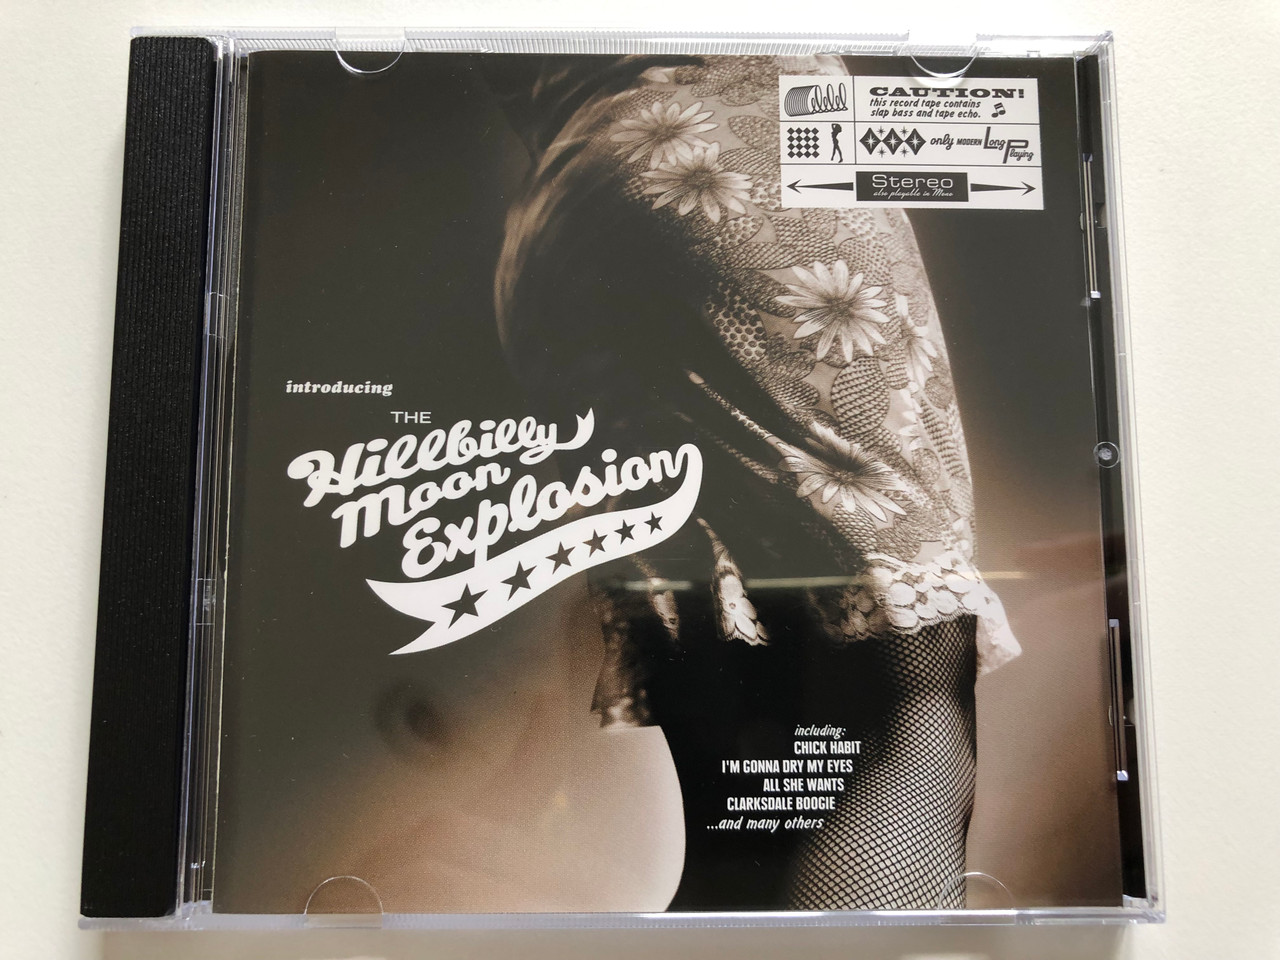 CAUTION!
this record tape contains
slap bass and tape echo.
only MODERN Long Playing
Stereo
also playable in Mono
introducing
THE
Hillbilly
Moon
Explosion
including:
CHICK HABIT
I'M GONNA DRY MY EYES
ALL SHE WANTS
CLARKSDALE BOOGIE
...and many others